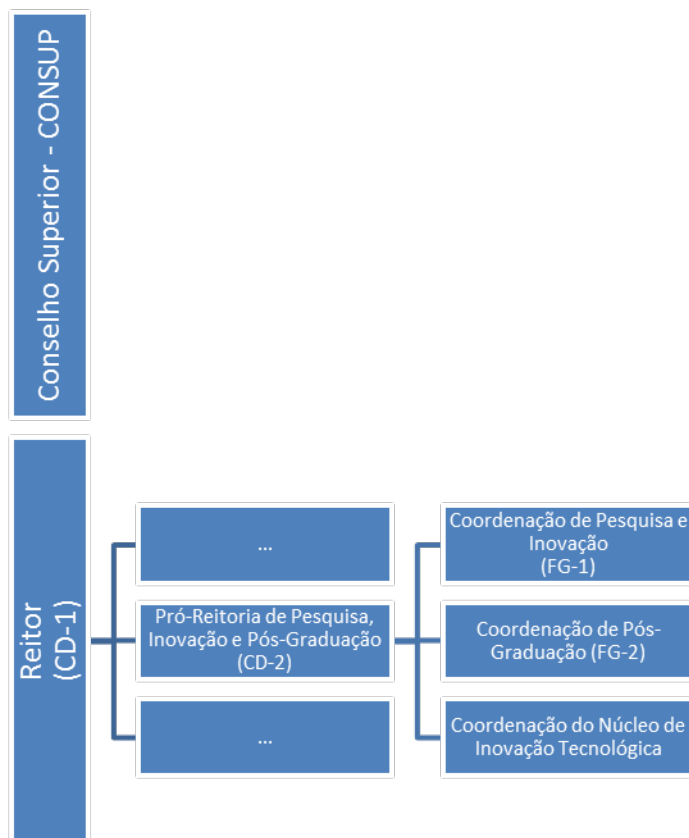 Conselho Superior - CONSUP
Reitor
(CD-1)
...
Pró-Reitoria de Pesquisa,
Inovação e Pós-Graduação
(CD-2)
...
Coordenação de Pesquisa e
Inovação
(FG-1)
Coordenação de Pós-
Graduação (FG-2)
Coordenação do Núcleo de
Inovação Tecnológica